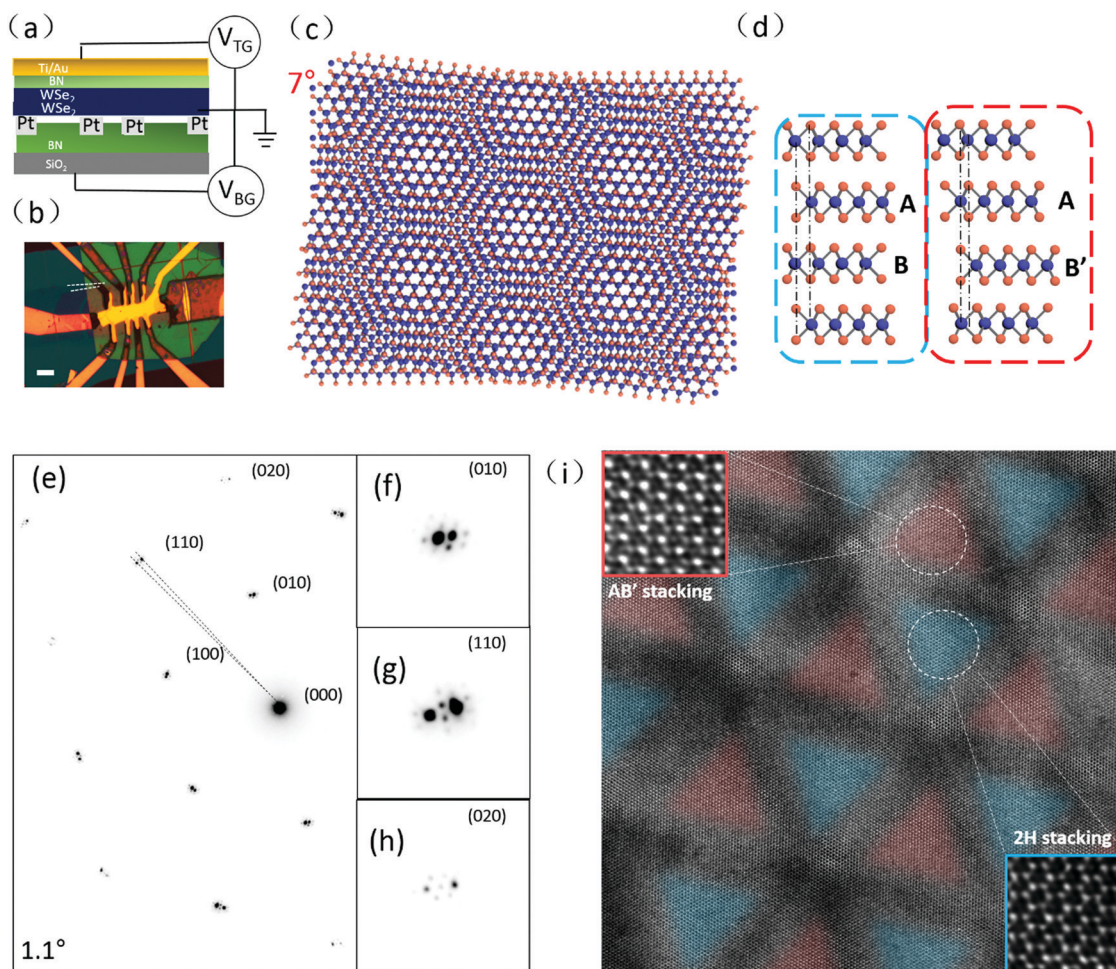 (a)
V_TG
Ti/Au
BN
WSe₂
WSe₂
Pt
Pt
Pt
Pt
BN
SiO₂
V_BG
(b)
(c)
7°
(d)
A
B
A
B’
(e)
(020)
(110)
(010)
(100)
(000)
1.1°
(f)
(010)
(g)
(110)
(h)
(020)
(i)
AB’ stacking
2H stacking